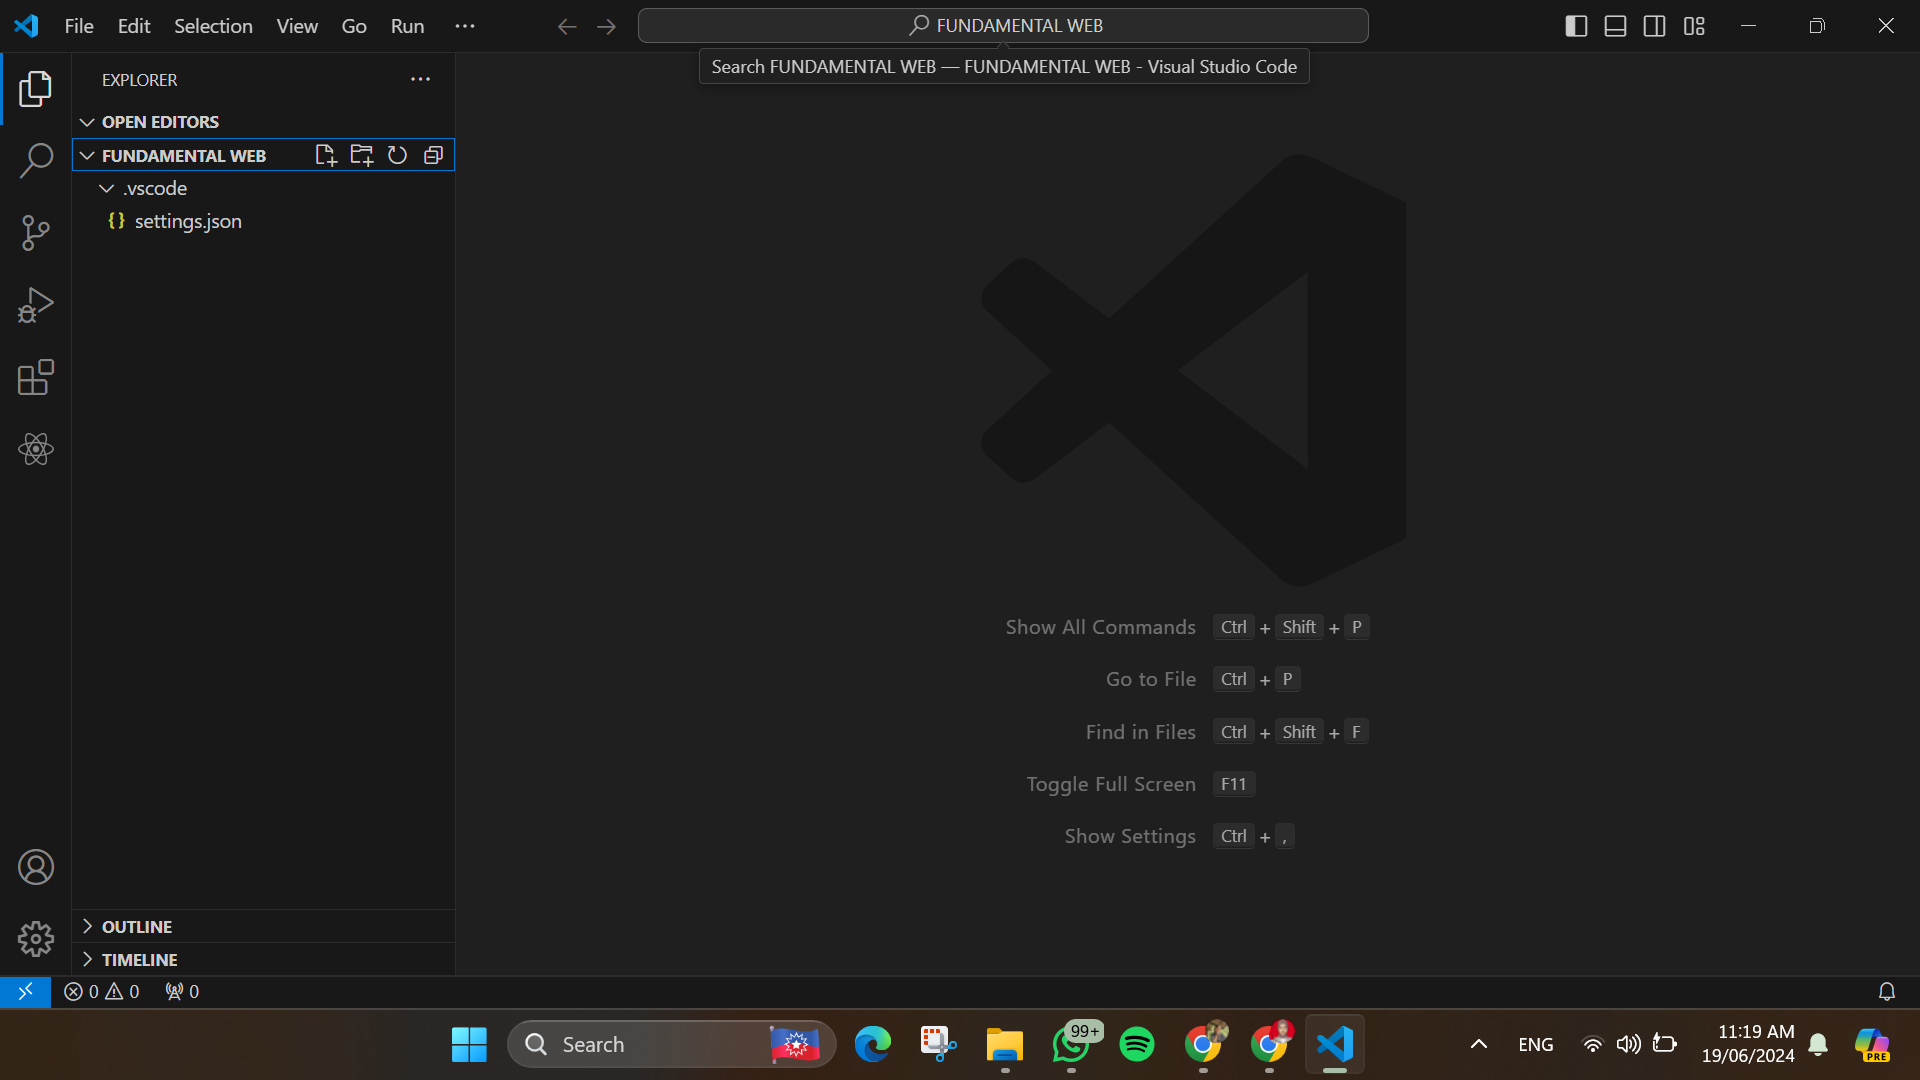 File Edit Selection View Go Run ···
FUNDAMENTAL WEB
Search FUNDAMENTAL WEB — FUNDAMENTAL WEB - Visual Studio Code
EXPLORER
OPEN EDITORS
FUNDAMENTAL WEB
.vscode
{} settings.json
Show All Commands Ctrl + Shift + P
Go to File Ctrl + P
Find in Files Ctrl + Shift + F
Toggle Full Screen F11
Show Settings Ctrl + ,
OUTLINE
TIMELINE
0 0 0
Search
99+
ENG
11:19 AM
19/06/2024
PRE